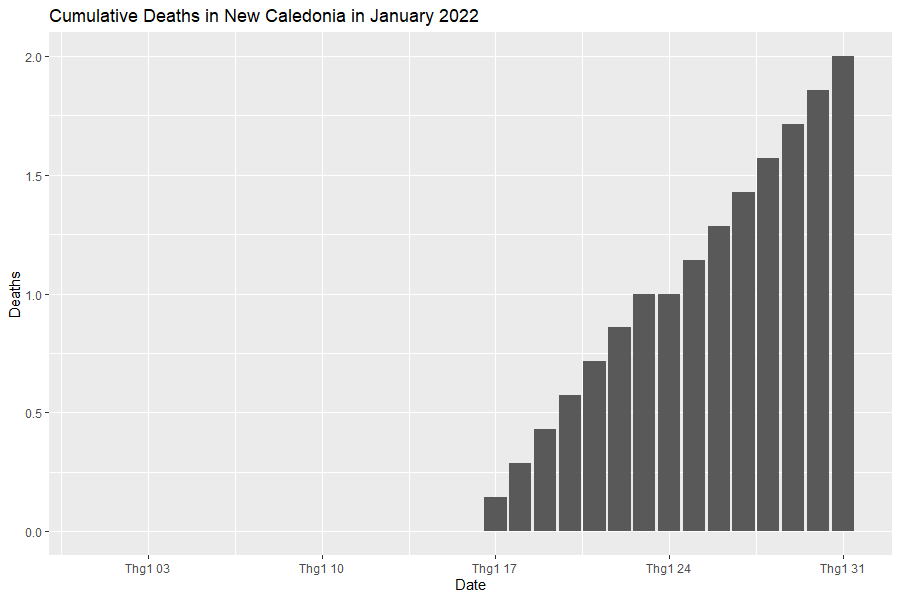 Cumulative Deaths in New Caledonia in January 2022
2.0
1.5
1.0
0.5
0.0
Deaths
Thg1 03
Thg1 10
Thg1 17
Thg1 24
Thg1 31
Date